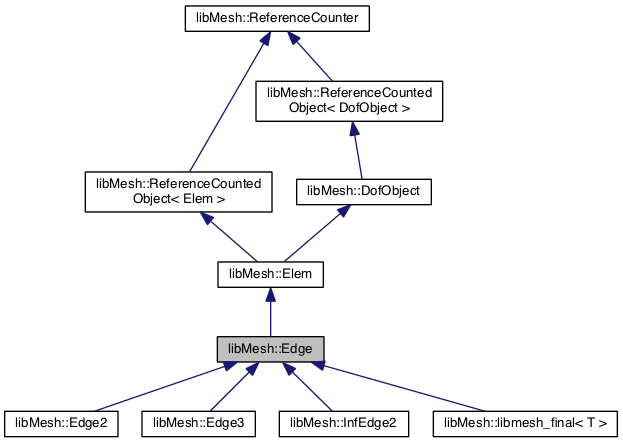 libMesh::ReferenceCounter
libMesh::ReferenceCounted
Object< DofObject >
libMesh::ReferenceCounted
Object< Elem >
libMesh::DofObject
libMesh::Elem
libMesh::Edge
libMesh::Edge2
libMesh::Edge3
libMesh::InfEdge2
libMesh::libmesh_final< T >